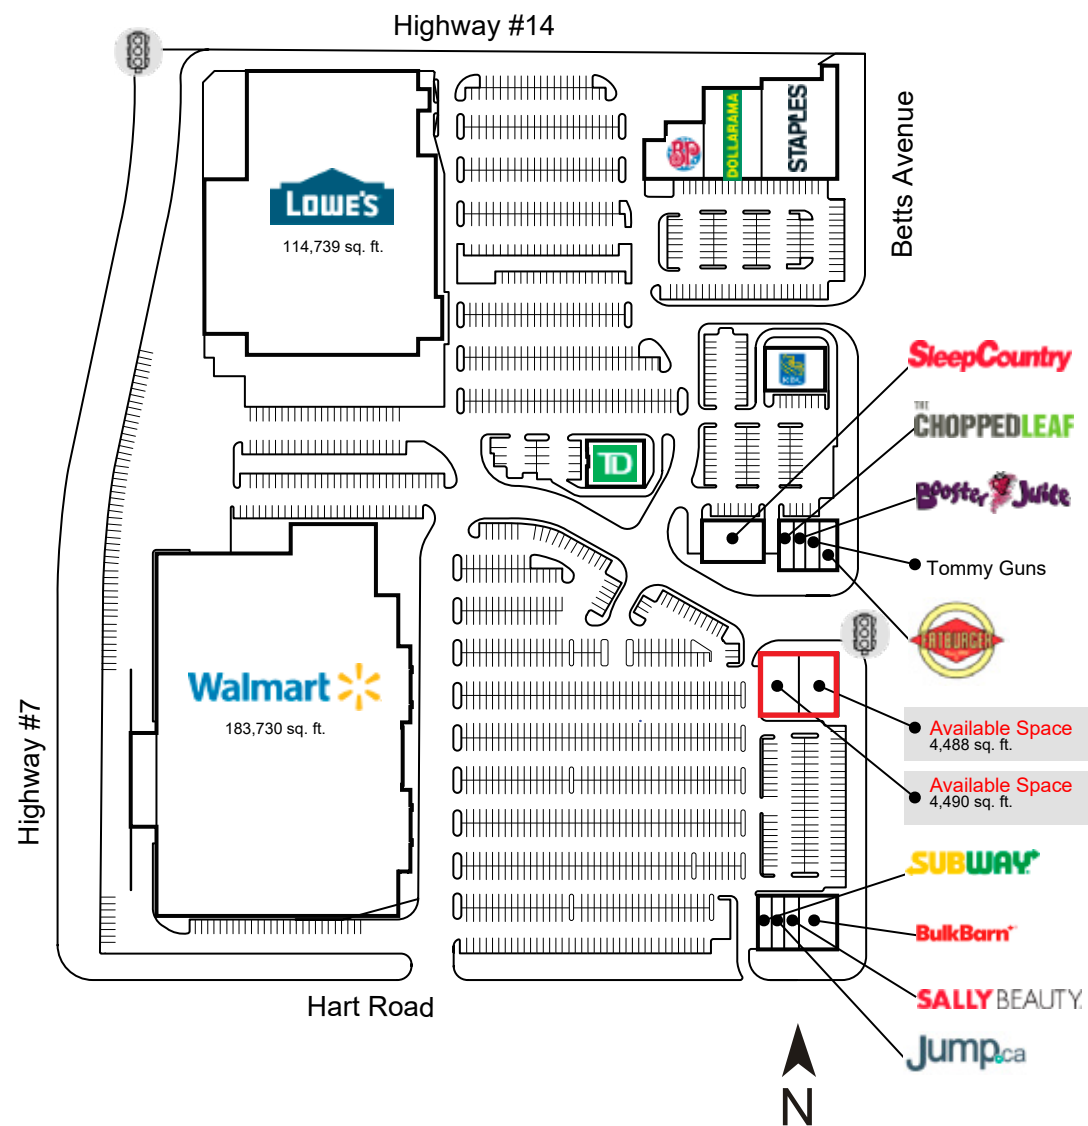 Highway #14
LOWE'S
114,739 sq. ft.
BP
DOLLARAMA
STAPLES
Betts Avenue
RBC
SleepCountry
THE
CHOPPEDLEAF
TD
Booster Juice
Tommy Guns
FATBURGER
Walmart
183,730 sq. ft.
Highway #7
Available Space
4,488 sq. ft.
Available Space
4,490 sq. ft.
SUBWAY
BulkBarn
SALLY BEAUTY
Jump.ca
Hart Road
N